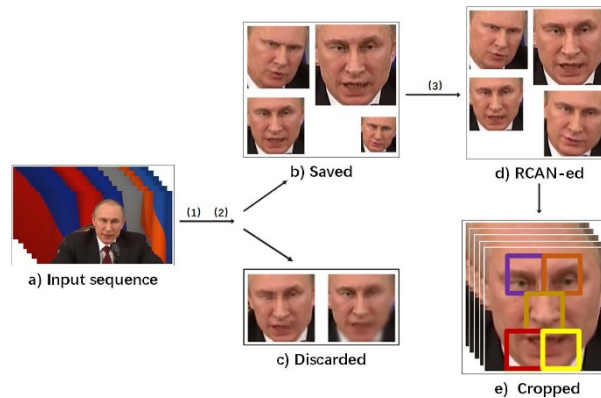 (3)
b) Saved
d) RCAN-ed
(1) (2)
a) Input sequence
c) Discarded
e) Cropped